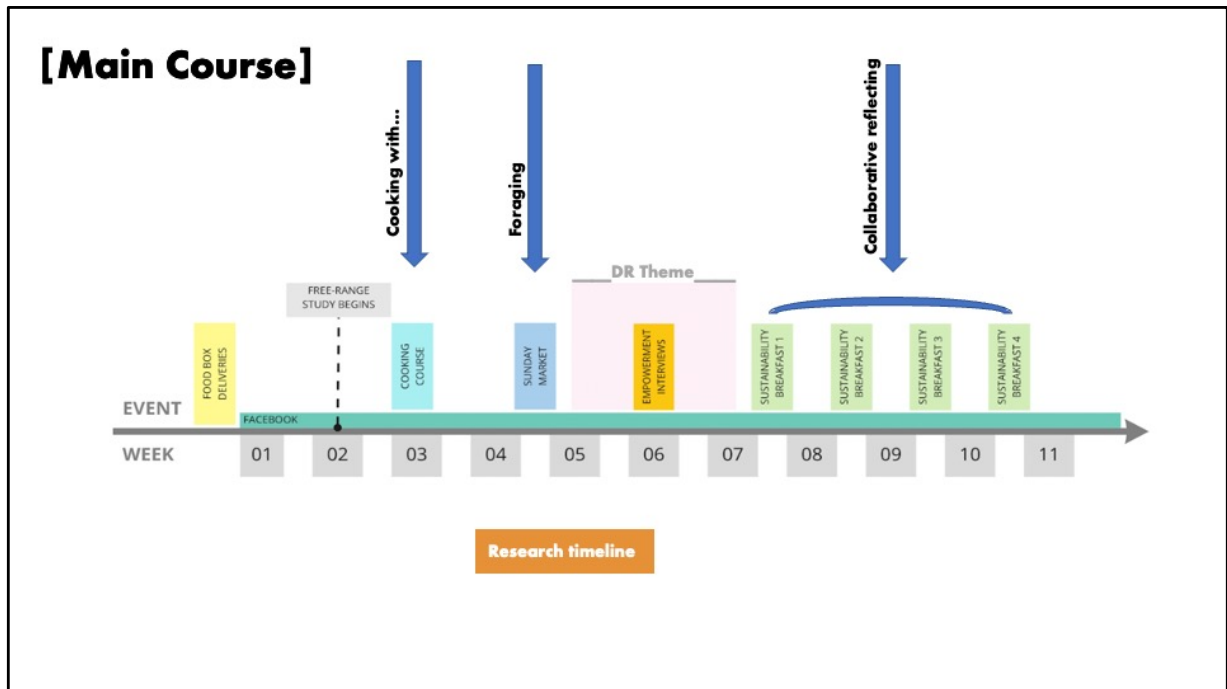 [Main Course]
Cooking with...
Foraging
Collaborative reflecting
DR Theme
FREE-RANGE
STUDY BEGINS
FOOD BOX
DELIVERIES
COOKING
COURSE
SUNDAY
MARKET
EMPOWERMENT
INTERVIEWS
SUSTAINABILITY
BREAKFAST 1
SUSTAINABILITY
BREAKFAST 2
SUSTAINABILITY
BREAKFAST 3
SUSTAINABILITY
BREAKFAST 4
EVENT
FACEBOOK
WEEK
01 02 03 04 05 06 07 08 09 10 11
Research timeline